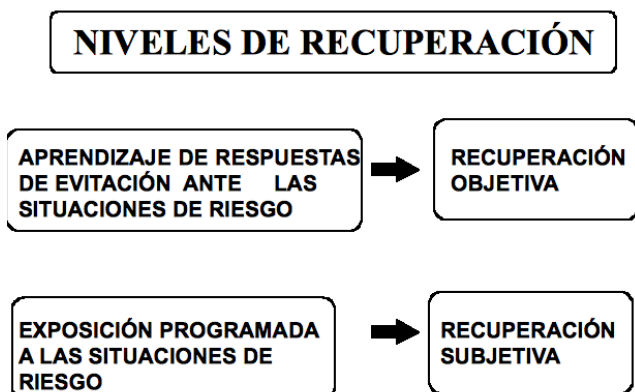 NIVELES DE RECUPERACIÓN
APRENDIZAJE DE RESPUESTAS
DE EVITACIÓN ANTE LAS
SITUACIONES DE RIESGO
RECUPERACIÓN
OBJETIVA
EXPOSICIÓN PROGRAMADA
A LAS SITUACIONES DE
RIESGO
RECUPERACIÓN
SUBJETIVA